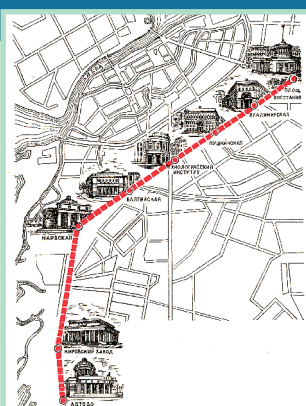 ПЛОЩ.
ВОССТАНИЯ
ВЛАДИМИРСКАЯ
ПУШКИНСКАЯ
ТЕХНОЛОГИЧЕСКИЙ
ИНСТИТУТ
БАЛТИЙСКАЯ
НАРВСКАЯ
КИРОВСКИЙ ЗАВОД
АВТОВО